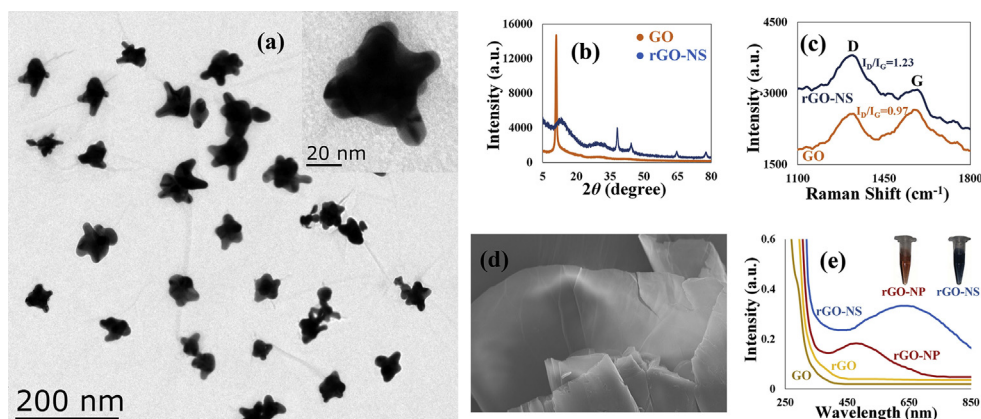 (a)
20 nm
200 nm
(b)
GO
rGO-NS
Intensity (a.u.)
16000
12000
8000
4000
0
5
20
35
50
65
80
2θ (degree)
(c)
D
I_D/I_G=1.23
G
rGO-NS
I_D/I_G=0.97
GO
Intensity (a.u.)
4500
3000
1500
1100
1450
1800
Raman Shift (cm⁻¹)
(d)
(e)
rGO-NP
rGO-NS
rGO-NS
rGO-NP
rGO
GO
Intensity (a.u.)
0.6
0.4
0.2
0
250
450
650
850
Wavelength (nm)